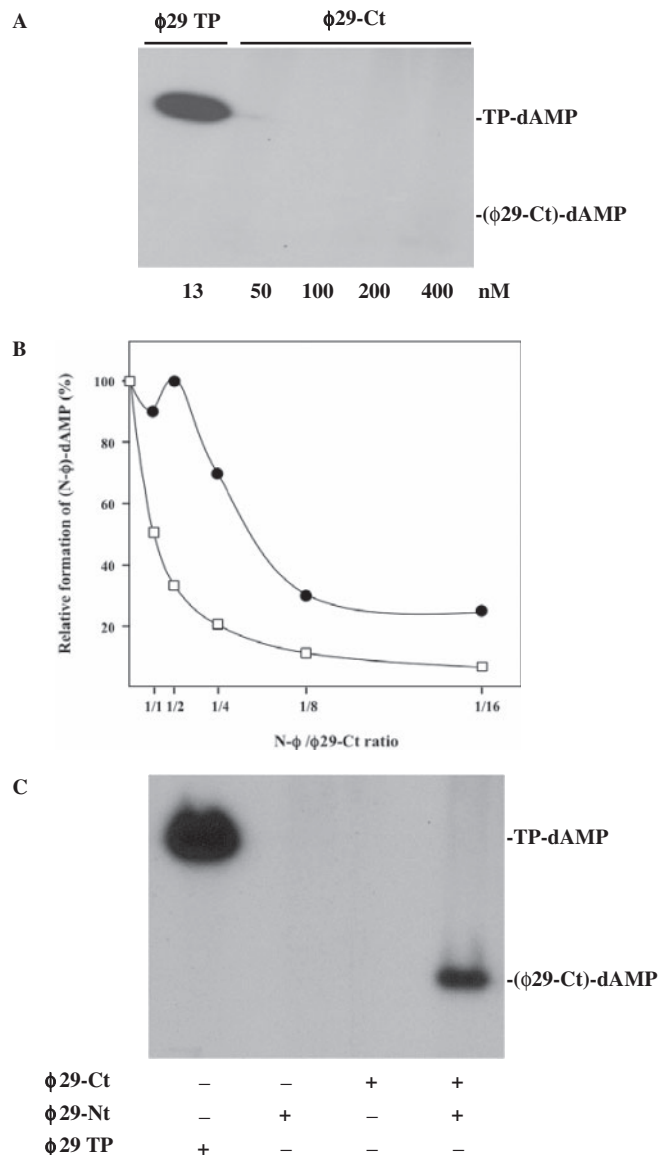 A
ϕ29 TP ϕ29-Ct
-TP-dAMP
-(ϕ29-Ct)-dAMP
13 50 100 200 400 nM
B
Relative formation of (N-ϕ)-dAMP (%)
100
80
60
40
20
1/1 1/2 1/4 1/8 1/16
N-ϕ /ϕ29-Ct ratio
C
-TP-dAMP
-(ϕ29-Ct)-dAMP
ϕ29-Ct – – + +
ϕ29-Nt – + – +
ϕ29 TP + – – –